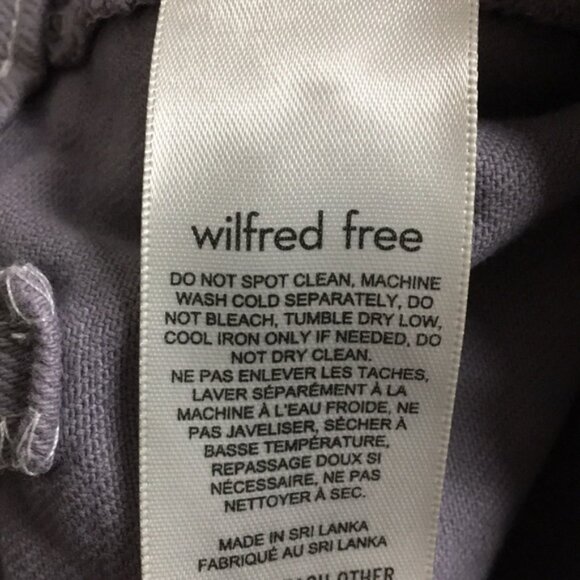 wilfred free
DO NOT SPOT CLEAN, MACHINE
WASH COLD SEPARATELY, DO
NOT BLEACH, TUMBLE DRY LOW,
COOL IRON ONLY IF NEEDED, DO
NOT DRY CLEAN.
NE PAS ENLEVER LES TACHES,
LAVER SÉPARÉMENT À LA
MACHINE À L'EAU FROIDE, NE
PAS JAVELISER, SÉCHER À
BASSE TEMPÉRATURE,
REPASSAGE DOUX SI
NÉCESSAIRE, NE PAS
NETTOYER À SEC.
MADE IN SRI LANKA
FABRIQUÉ AU SRI LANKA
OTHER